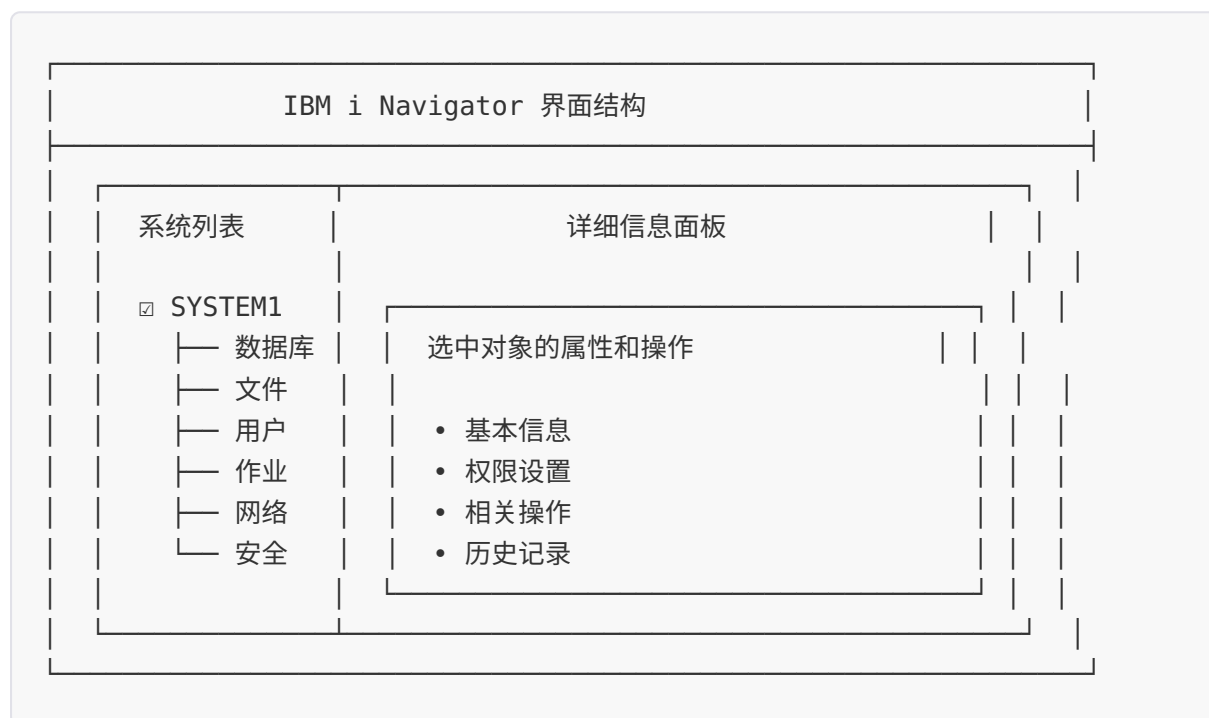 IBM i Navigator 界面结构
系统列表 详细信息面板
☑ SYSTEM1
├── 数据库 选中对象的属性和操作
├── 文件
├── 用户 • 基本信息
├── 作业 • 权限设置
├── 网络 • 相关操作
└── 安全 • 历史记录